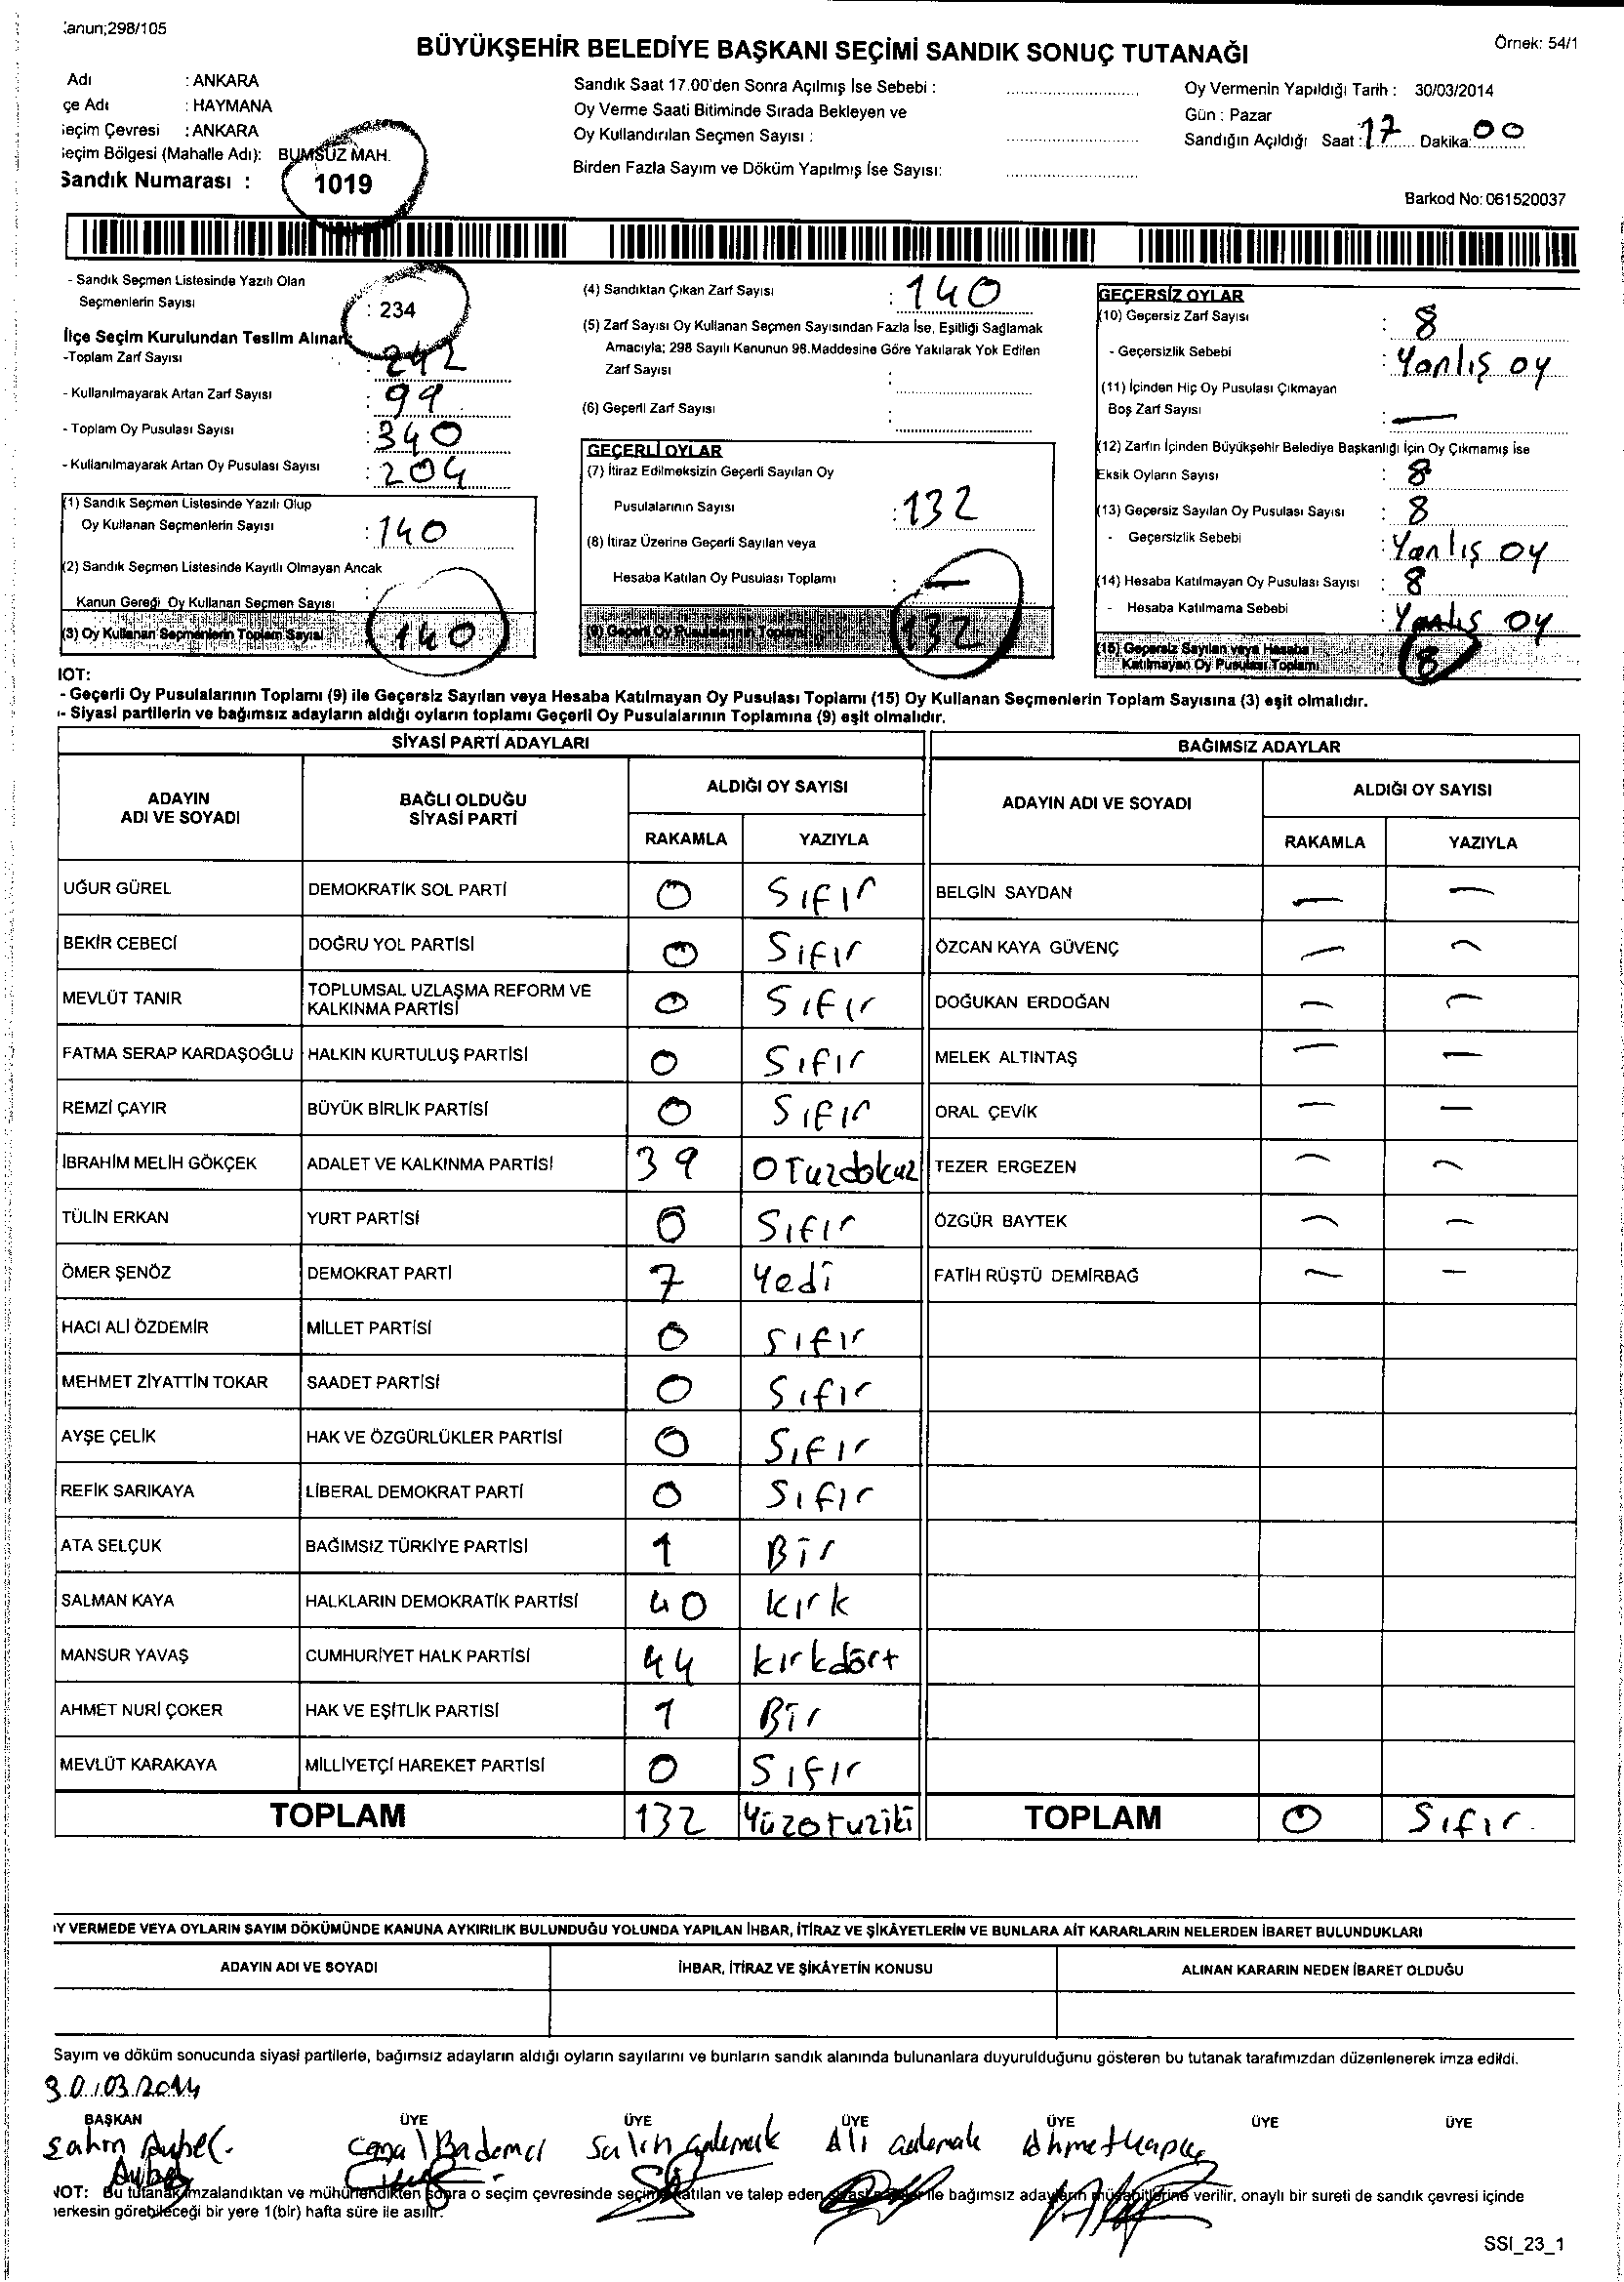 .anun;298/105
Örnek: 54/1
BÜYÜKŞEHİR BELEDİYE BAŞKANI SEÇİMİ SANDIK SONUÇ TUTANAĞI
Adı : ANKARA
çe Adı : HAYMANA
seçim Çevresi : ANKARA
seçim Bölgesi (Mahalle Adı): BUMSUZ MAH.
Sandık Numarası : 1019
Sandık Saat 17.00'den Sonra Açılmış İse Sebebi :
Oy Verme Saati Bitiminde Sırada Bekleyen ve
Oy Kullandırılan Seçmen Sayısı :
Birden Fazla Sayım ve Döküm Yapılmış İse Sayısı:
Oy Vermenin Yapıldığı Tarih : 30/03/2014
Gün : Pazar
Sandığın Açıldığı Saat : 17 Dakika: 00
Barkod No: 061520037
- Sandık Seçmen Listesinde Yazılı Olan
Seçmenlerin Sayısı : 234
İlçe Seçim Kurulundan Teslim Alınan
-Toplam Zarf Sayısı : 242
- Kullanılmayarak Artan Zarf Sayısı : 99
- Toplam Oy Pusulası Sayısı : 340
- Kullanılmayarak Artan Oy Pusulası Sayısı : 204
(1) Sandık Seçmen Listesinde Yazılı Olup
Oy Kullanan Seçmenlerin Sayısı : 140
(2) Sandık Seçmen Listesinde Kayıtlı Olmayan Ancak
Kanun Gereği Oy Kullanan Seçmen Sayısı :
(3) Oy Kullanan Seçmenlerin Toplam Sayısı 140
(4) Sandıktan Çıkan Zarf Sayısı : 140
(5) Zarf Sayısı Oy Kullanan Seçmen Sayısından Fazla İse, Eşitliği Sağlamak
Amacıyla; 298 Sayılı Kanunun 98.Maddesine Göre Yakılarak Yok Edilen
Zarf Sayısı :
(6) Geçerli Zarf Sayısı :
GEÇERLİ OYLAR
(7) İtiraz Edilmeksizin Geçerli Sayılan Oy
Pusulalarının Sayısı : 132
(8) İtiraz Üzerine Geçerli Sayılan veya
Hesaba Katılan Oy Pusulası Toplamı : —
(9) Geçerli Oy Pusulalarının Toplamı 132
GEÇERSİZ OYLAR
(10) Geçersiz Zarf Sayısı : 8
- Geçersizlik Sebebi : Yanlış oy
(11) İçinden Hiç Oy Pusulası Çıkmayan
Boş Zarf Sayısı : —
(12) Zarfın İçinden Büyükşehir Belediye Başkanlığı İçin Oy Çıkmamış İse
Eksik Oyların Sayısı : 8
(13) Geçersiz Sayılan Oy Pusulası Sayısı : 8
- Geçersizlik Sebebi : Yanlış oy
(14) Hesaba Katılmayan Oy Pusulası Sayısı : 8
- Hesaba Katılmama Sebebi : Yanlış oy
(15) Geçersiz Sayılan veya Hesaba
Katılmayan Oy Pusulası Toplamı 8
IOT:
- Geçerli Oy Pusulalarının Toplamı (9) ile Geçersiz Sayılan veya Hesaba Katılmayan Oy Pusulası Toplamı (15) Oy Kullanan Seçmenlerin Toplam Sayısına (3) eşit olmalıdır.
- Siyasi partilerin ve bağımsız adayların aldığı oyların toplamı Geçerli Oy Pusulalarının Toplamına (9) eşit olmalıdır.
SİYASİ PARTİ ADAYLARI BAĞIMSIZ ADAYLAR
ADAYIN ADI VE SOYADI BAĞLI OLDUĞU SİYASİ PARTİ ALDIĞI OY SAYISI ADAYIN ADI VE SOYADI ALDIĞI OY SAYISI
RAKAMLA YAZIYLA RAKAMLA YAZIYLA
UĞUR GÜREL DEMOKRATİK SOL PARTİ 0 Sıfır BELGİN SAYDAN — —
BEKİR CEBECİ DOĞRU YOL PARTİSİ 0 Sıfır ÖZCAN KAYA GÜVENÇ — —
MEVLÜT TANIR TOPLUMSAL UZLAŞMA REFORM VE KALKINMA PARTİSİ 0 Sıfır DOĞUKAN ERDOĞAN — —
FATMA SERAP KARDAŞOĞLU HALKIN KURTULUŞ PARTİSİ 0 Sıfır MELEK ALTINTAŞ — —
REMZİ ÇAYIR BÜYÜK BİRLİK PARTİSİ 0 Sıfır ORAL ÇEVİK — —
İBRAHİM MELİH GÖKÇEK ADALET VE KALKINMA PARTİSİ 39 Otuzdokuz TEZER ERGEZEN — —
TÜLİN ERKAN YURT PARTİSİ 0 Sıfır ÖZGÜR BAYTEK — —
ÖMER ŞENÖZ DEMOKRAT PARTİ 7 Yedi FATİH RÜŞTÜ DEMİRBAĞ — —
HACI ALİ ÖZDEMİR MİLLET PARTİSİ 0 Sıfır
MEHMET ZİYATTİN TOKAR SAADET PARTİSİ 0 Sıfır
AYŞE ÇELİK HAK VE ÖZGÜRLÜKLER PARTİSİ 0 Sıfır
REFİK SARIKAYA LİBERAL DEMOKRAT PARTİ 0 Sıfır
ATA SELÇUK BAĞIMSIZ TÜRKİYE PARTİSİ 1 Bir
SALMAN KAYA HALKLARIN DEMOKRATİK PARTİSİ 40 kırk
MANSUR YAVAŞ CUMHURİYET HALK PARTİSİ 44 kırkdört
AHMET NURİ ÇOKER HAK VE EŞİTLİK PARTİSİ 1 Bir
MEVLÜT KARAKAYA MİLLİYETÇİ HAREKET PARTİSİ 0 Sıfır
TOPLAM 132 Yüzotuziki TOPLAM 0 Sıfır.
IY VERMEDE VEYA OYLARIN SAYIM DÖKÜMÜNDE KANUNA AYKIRILIK BULUNDUĞU YOLUNDA YAPILAN İHBAR, İTİRAZ VE ŞİKÂYETLERİN VE BUNLARA AİT KARARLARIN NELERDEN İBARET BULUNDUKLARI
ADAYIN ADI VE SOYADI İHBAR, İTİRAZ VE ŞİKÂYETİN KONUSU ALINAN KARARIN NEDEN İBARET OLDUĞU
Sayım ve döküm sonucunda siyasi partilerle, bağımsız adayların aldığı oyların sayılarını ve bunların sandık alanında bulunanlara duyurulduğunu gösteren bu tutanak tarafımızdan düzenlenerek imza edildi.
30/03/2014
BAŞKAN ÜYE ÜYE ÜYE ÜYE ÜYE ÜYE
Canal Bademci Salih Ali Ahmet
NOT: Bu tutanak imzalandıktan ve mühürlendikten sonra o seçim çevresinde seçime katılan ve talep eden siyasi partiler ile bağımsız adayların müşahitlerine verilir, onaylı bir sureti de sandık çevresi içinde
herkesin görebileceği bir yere 1(bir) hafta süre ile asılır.
SSI_23_1